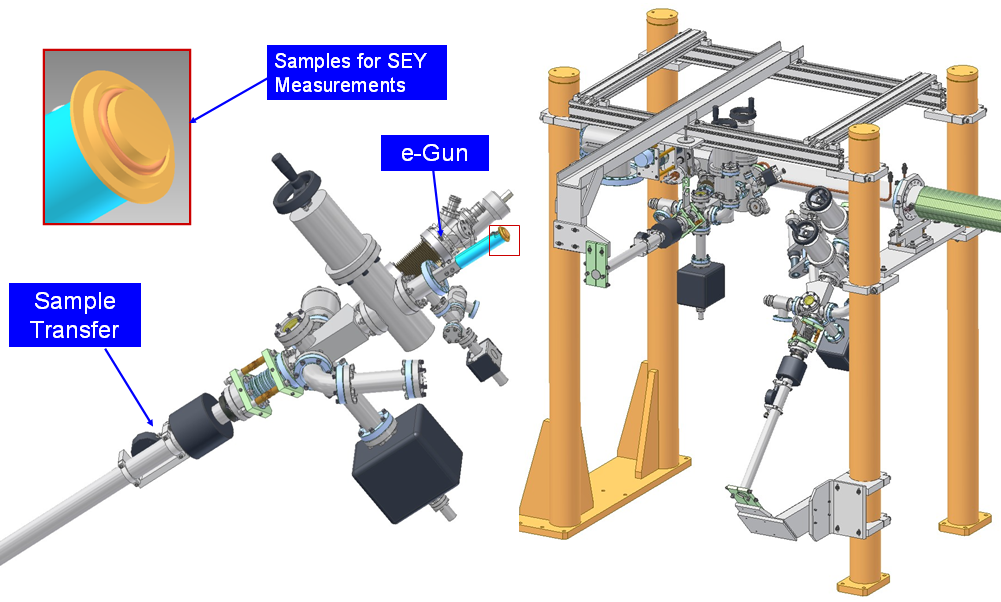 Samples for SEY
Measurements
e-Gun
Sample
Transfer